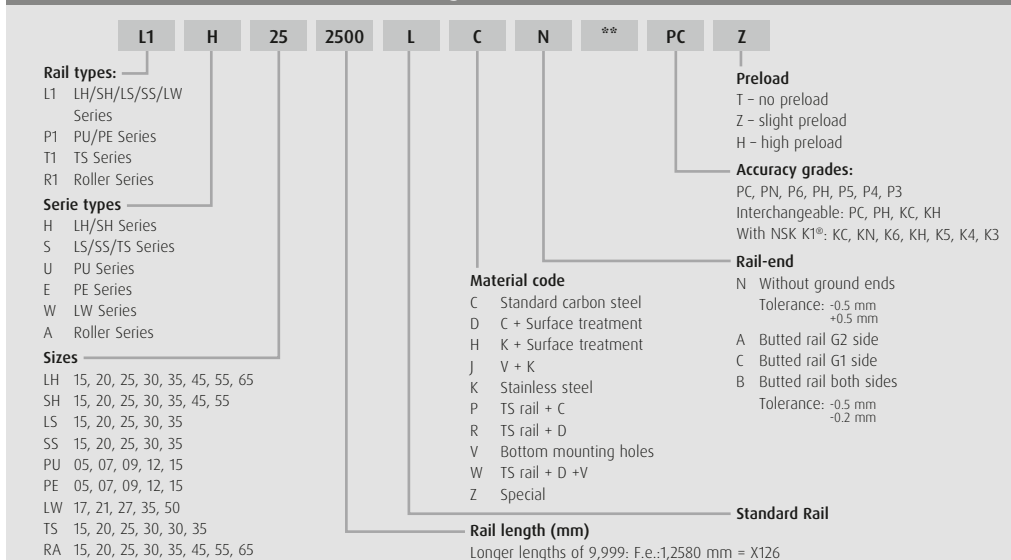 L1 H 25 2500 L C N ** PC Z
Rail types:
L1 LH/SH/LS/SS/LW
Series
P1 PU/PE Series
T1 TS Series
R1 Roller Series
Serie types
H LH/SH Series
S LS/SS/TS Series
U PU Series
E PE Series
W LW Series
A Roller Series
Sizes
LH 15, 20, 25, 30, 35, 45, 55, 65
SH 15, 20, 25, 30, 35, 45, 55
LS 15, 20, 25, 30, 35
SS 15, 20, 25, 30, 35
PU 05, 07, 09, 12, 15
PE 05, 07, 09, 12, 15
LW 17, 21, 27, 35, 50
TS 15, 20, 25, 30, 30, 35
RA 15, 20, 25, 30, 35, 45, 55, 65
Material code
C Standard carbon steel
D C + Surface treatment
H K + Surface treatment
J V + K
K Stainless steel
P TS rail + C
R TS rail + D
V Bottom mounting holes
W TS rail + D +V
Z Special
Rail length (mm)
Longer lengths of 9,999: F.e.:1,2580 mm = X126
Preload
T – no preload
Z – slight preload
H – high preload
Accuracy grades:
PC, PN, P6, PH, P5, P4, P3
Interchangeable: PC, PH, KC, KH
With NSK K1®: KC, KN, K6, KH, K5, K4, K3
Rail-end
N Without ground ends
Tolerance: -0.5 mm
+0.5 mm
A Butted rail G2 side
C Butted rail G1 side
B Butted rail both sides
Tolerance: -0.5 mm
-0.2 mm
Standard Rail